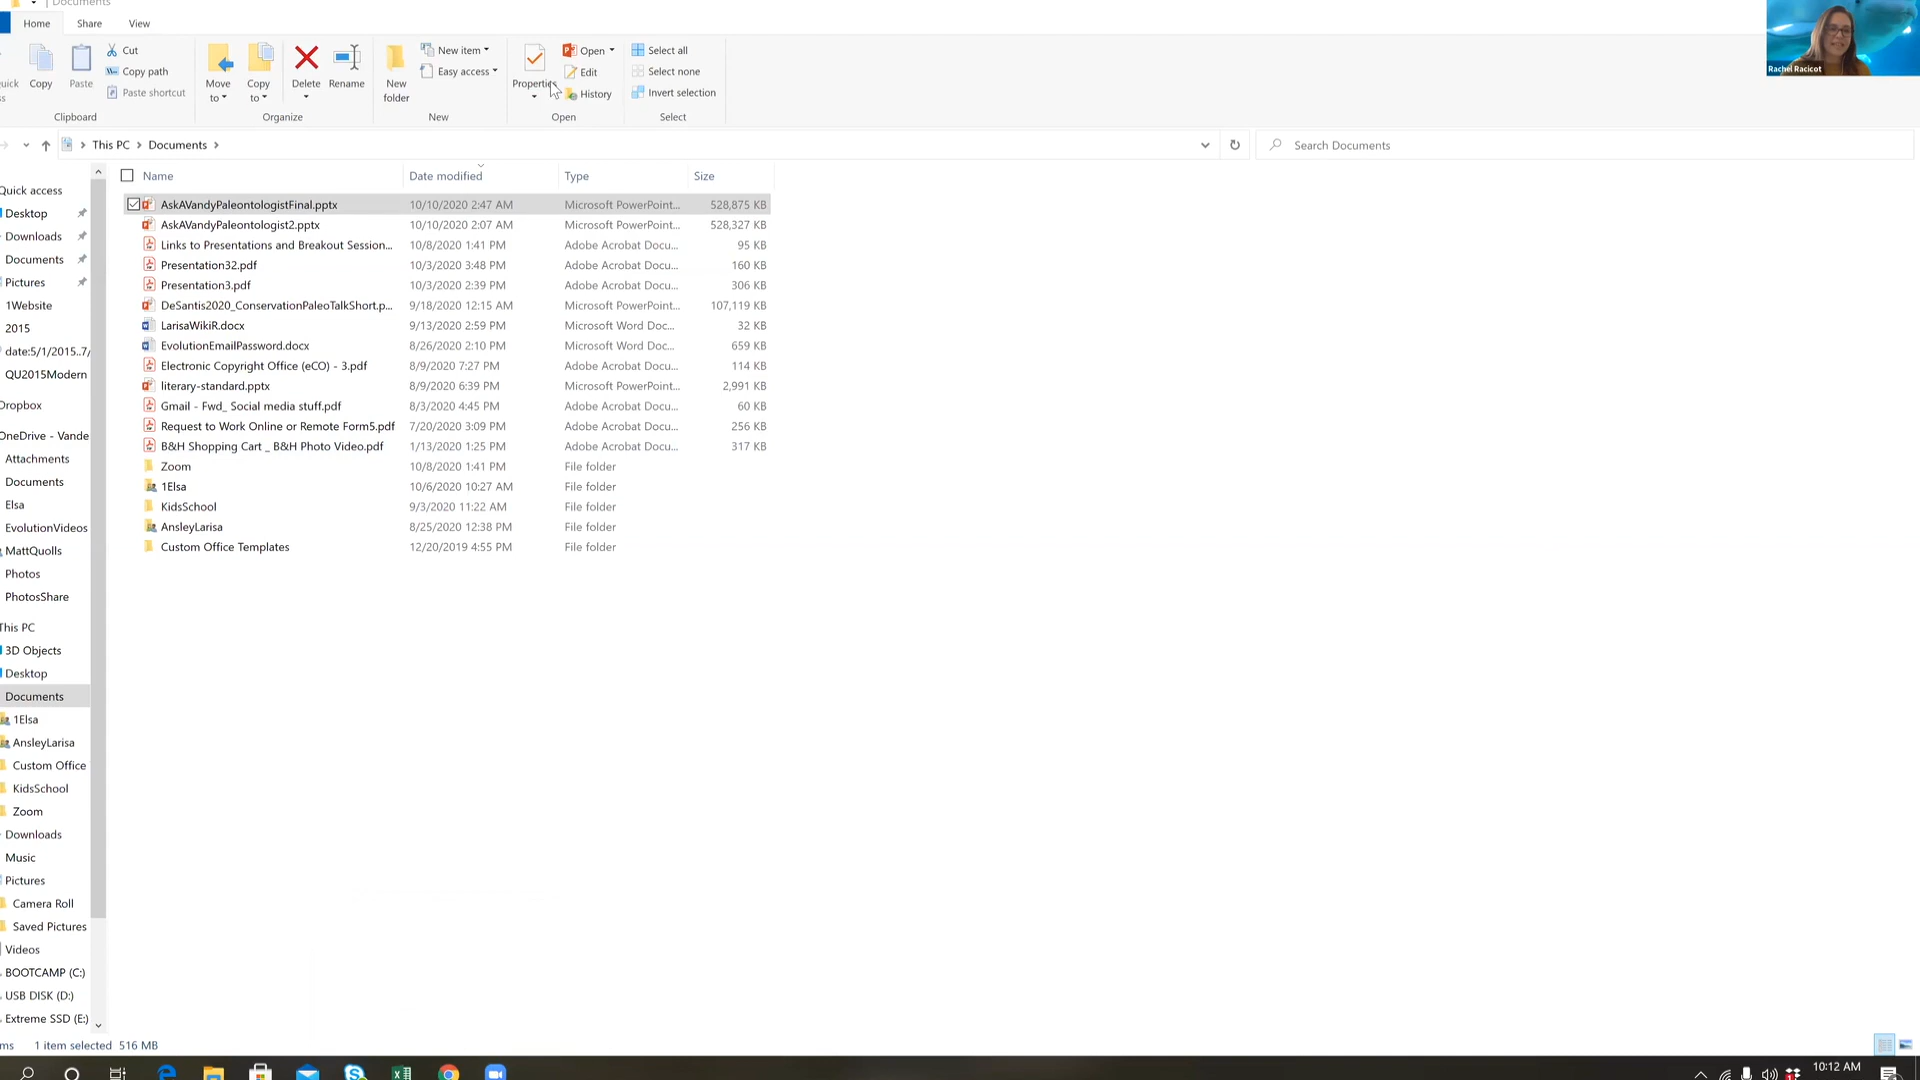 Documents
Home Share View
Copy
Paste
Cut
Copy path
Paste shortcut
Clipboard
Move to
Copy to
Delete
Rename
Organize
New folder
New item
Easy access
New
Properties
Open
Edit
History
Open
Select all
Select none
Invert selection
Select
Rachel Racicot
This PC Documents
Search Documents
Name Date modified Type Size
AskAVandyPaleontologistFinal.pptx 10/10/2020 2:47 AM Microsoft PowerPoint... 528,875 KB
AskAVandyPaleontologist2.pptx 10/10/2020 2:07 AM Microsoft PowerPoint... 528,327 KB
Links to Presentations and Breakout Session... 10/8/2020 1:41 PM Adobe Acrobat Docu... 95 KB
Presentation32.pdf 10/3/2020 3:48 PM Adobe Acrobat Docu... 160 KB
Presentation3.pdf 10/3/2020 2:39 PM Adobe Acrobat Docu... 306 KB
DeSantis2020_ConservationPaleoTalkShort.p... 9/18/2020 12:15 AM Microsoft PowerPoint... 107,119 KB
LarisaWikiR.docx 9/13/2020 2:59 PM Microsoft Word Doc... 32 KB
EvolutionEmailPassword.docx 8/26/2020 2:10 PM Microsoft Word Doc... 659 KB
Electronic Copyright Office (eCO) - 3.pdf 8/9/2020 7:27 PM Adobe Acrobat Docu... 114 KB
literary-standard.pptx 8/9/2020 6:39 PM Microsoft PowerPoint... 2,991 KB
Gmail - Fwd_ Social media stuff.pdf 8/3/2020 4:45 PM Adobe Acrobat Docu... 60 KB
Request to Work Online or Remote Form5.pdf 7/20/2020 3:09 PM Adobe Acrobat Docu... 256 KB
B&H Shopping Cart _ B&H Photo Video.pdf 1/13/2020 1:25 PM Adobe Acrobat Docu... 317 KB
Zoom 10/8/2020 1:41 PM File folder
1Elsa 10/6/2020 10:27 AM File folder
KidsSchool 9/3/2020 11:22 AM File folder
AnsleyLarisa 8/25/2020 12:38 PM File folder
Custom Office Templates 12/20/2019 4:55 PM File folder
Quick access
Desktop
Downloads
Documents
Pictures
1Website
2015
date:5/1/2015..7/
QU2015Modern
Dropbox
OneDrive - Vande
Attachments
Documents
Elsa
EvolutionVideos
MattQuolls
Photos
PhotosShare
This PC
3D Objects
Desktop
Documents
1Elsa
AnsleyLarisa
Custom Office
KidsSchool
Zoom
Downloads
Music
Pictures
Camera Roll
Saved Pictures
Videos
BOOTCAMP (C:)
USB DISK (D:)
Extreme SSD (E:)
ms 1 item selected 516 MB
10:12 AM